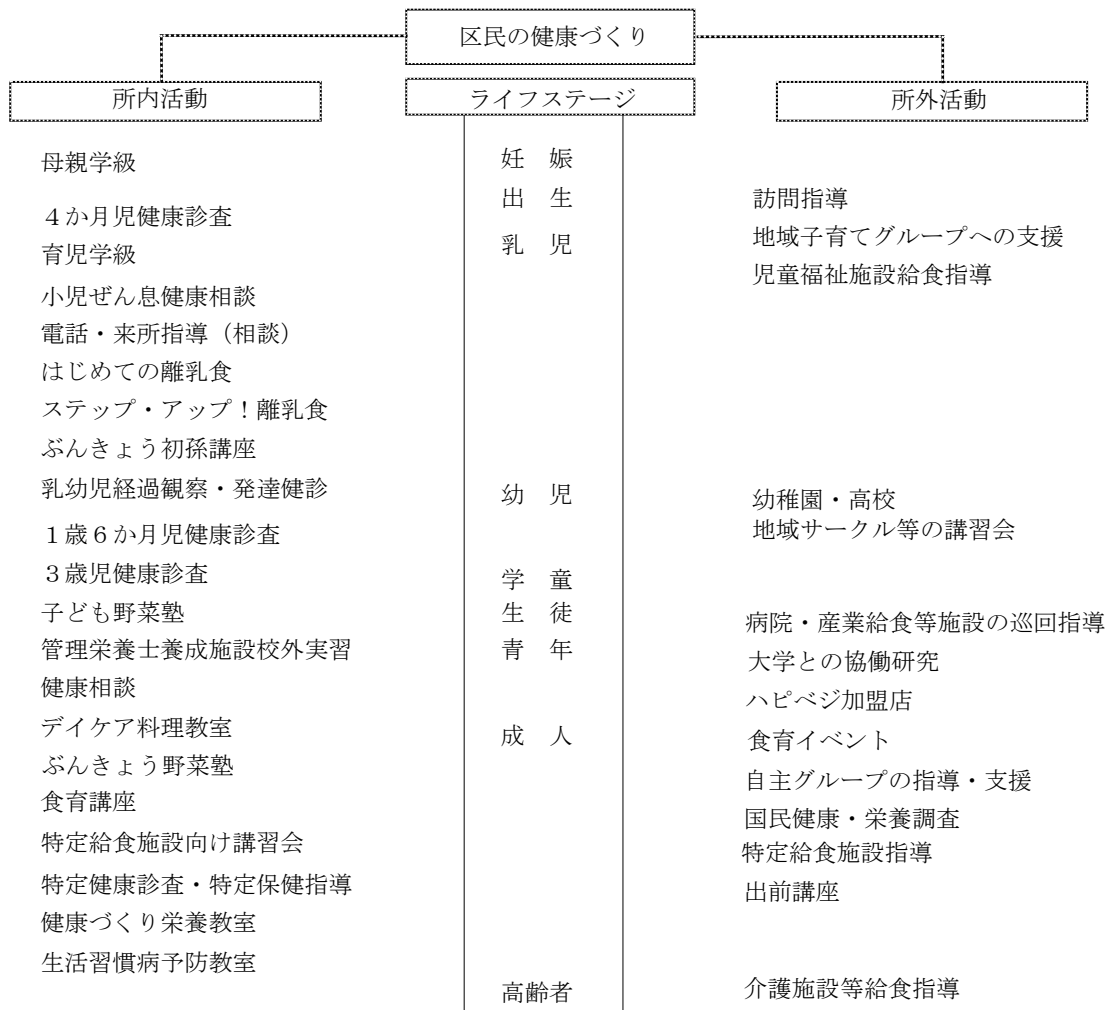 区民の健康づくり
所内活動
ライフステージ
所外活動
母親学級
４か月児健康診査
育児学級
小児ぜん息健康相談
電話・来所指導（相談）
はじめての離乳食
ステップ・アップ！離乳食
ぶんきょう初孫講座
乳幼児経過観察・発達健診
１歳６か月児健康診査
３歳児健康診査
子ども野菜塾
管理栄養士養成施設校外実習
健康相談
デイケア料理教室
ぶんきょう野菜塾
食育講座
特定給食施設向け講習会
特定健康診査・特定保健指導
健康づくり栄養教室
生活習慣病予防教室
妊　娠
出　生
乳　児
幼　児
学　童
生　徒
青　年
成　人
高齢者
訪問指導
地域子育てグループへの支援
児童福祉施設給食指導
幼稚園・高校
地域サークル等の講習会
病院・産業給食等施設の巡回指導
大学との協働研究
ハピベジ加盟店
食育イベント
自主グループの指導・支援
国民健康・栄養調査
特定給食施設指導
出前講座
介護施設等給食指導